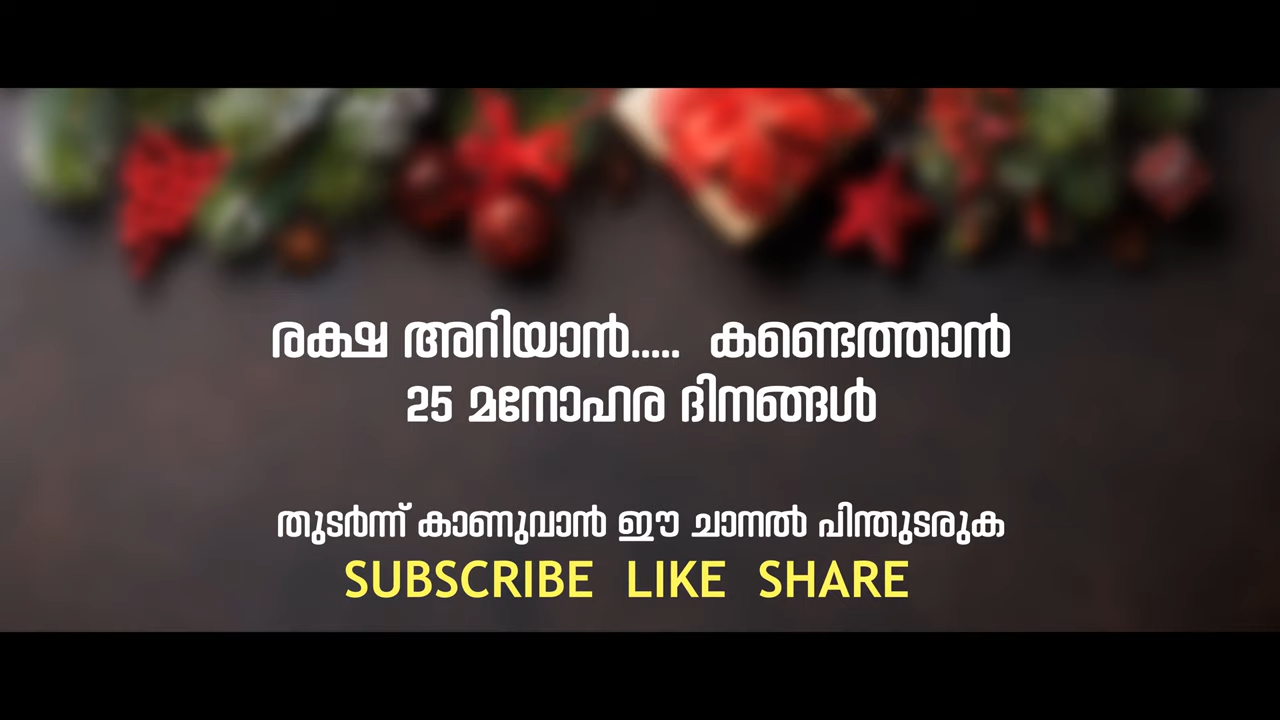 രക്ഷ അറിയാൻ..... കണ്ടെത്താൻ
25 മനോഹര ദിനങ്ങൾ
തുടർന്ന് കാണുവാൻ ഈ ചാനൽ പിന്തുടരുക
SUBSCRIBE LIKE SHARE